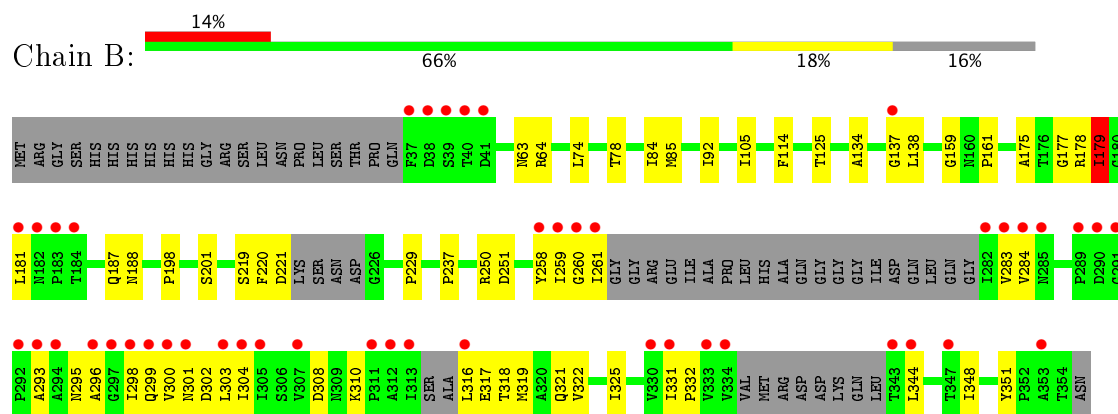 14%
Chain B:
66% 18% 16%
MET ARG GLY SER HIS HIS HIS HIS HIS HIS GLY ARG SER LEU ASN PRO LEU SER THR PRO GLN F37 D38 S39 T40 D41 N63 R64 L74 T78 I84 M85 I92 I105 F114 T125 A134 G137 L138 G159 N160 P161 A175 T176 G177 R178 I179 G180
L181 N182 P183 T184 Q187 N188 P198 S201 S219 F220 D221 LYS SER ASN ASP G226 P229 P237 R250 D251 Y258 I259 G260 I261 GLY GLY ARG GLU ILE ALA PRO LEU HIS ALA GLN GLY GLY GLY ILE ASP GLN LEU GLN GLY I282 V283 V284 N285 P289 D290 G291
P292 A293 A294 N295 A296 G297 I298 Q299 V300 N301 D302 L303 I304 I305 S306 V307 D308 N309 K310 P311 A312 I313 SER ALA L316 E317 T318 M319 A320 Q321 V322 I325 V330 I331 P332 V333 V334 VAL MET ARG ASP ASP LYS GLN LEU T343 L344 T347 I348 Y351 P352 A353 T354 ASN